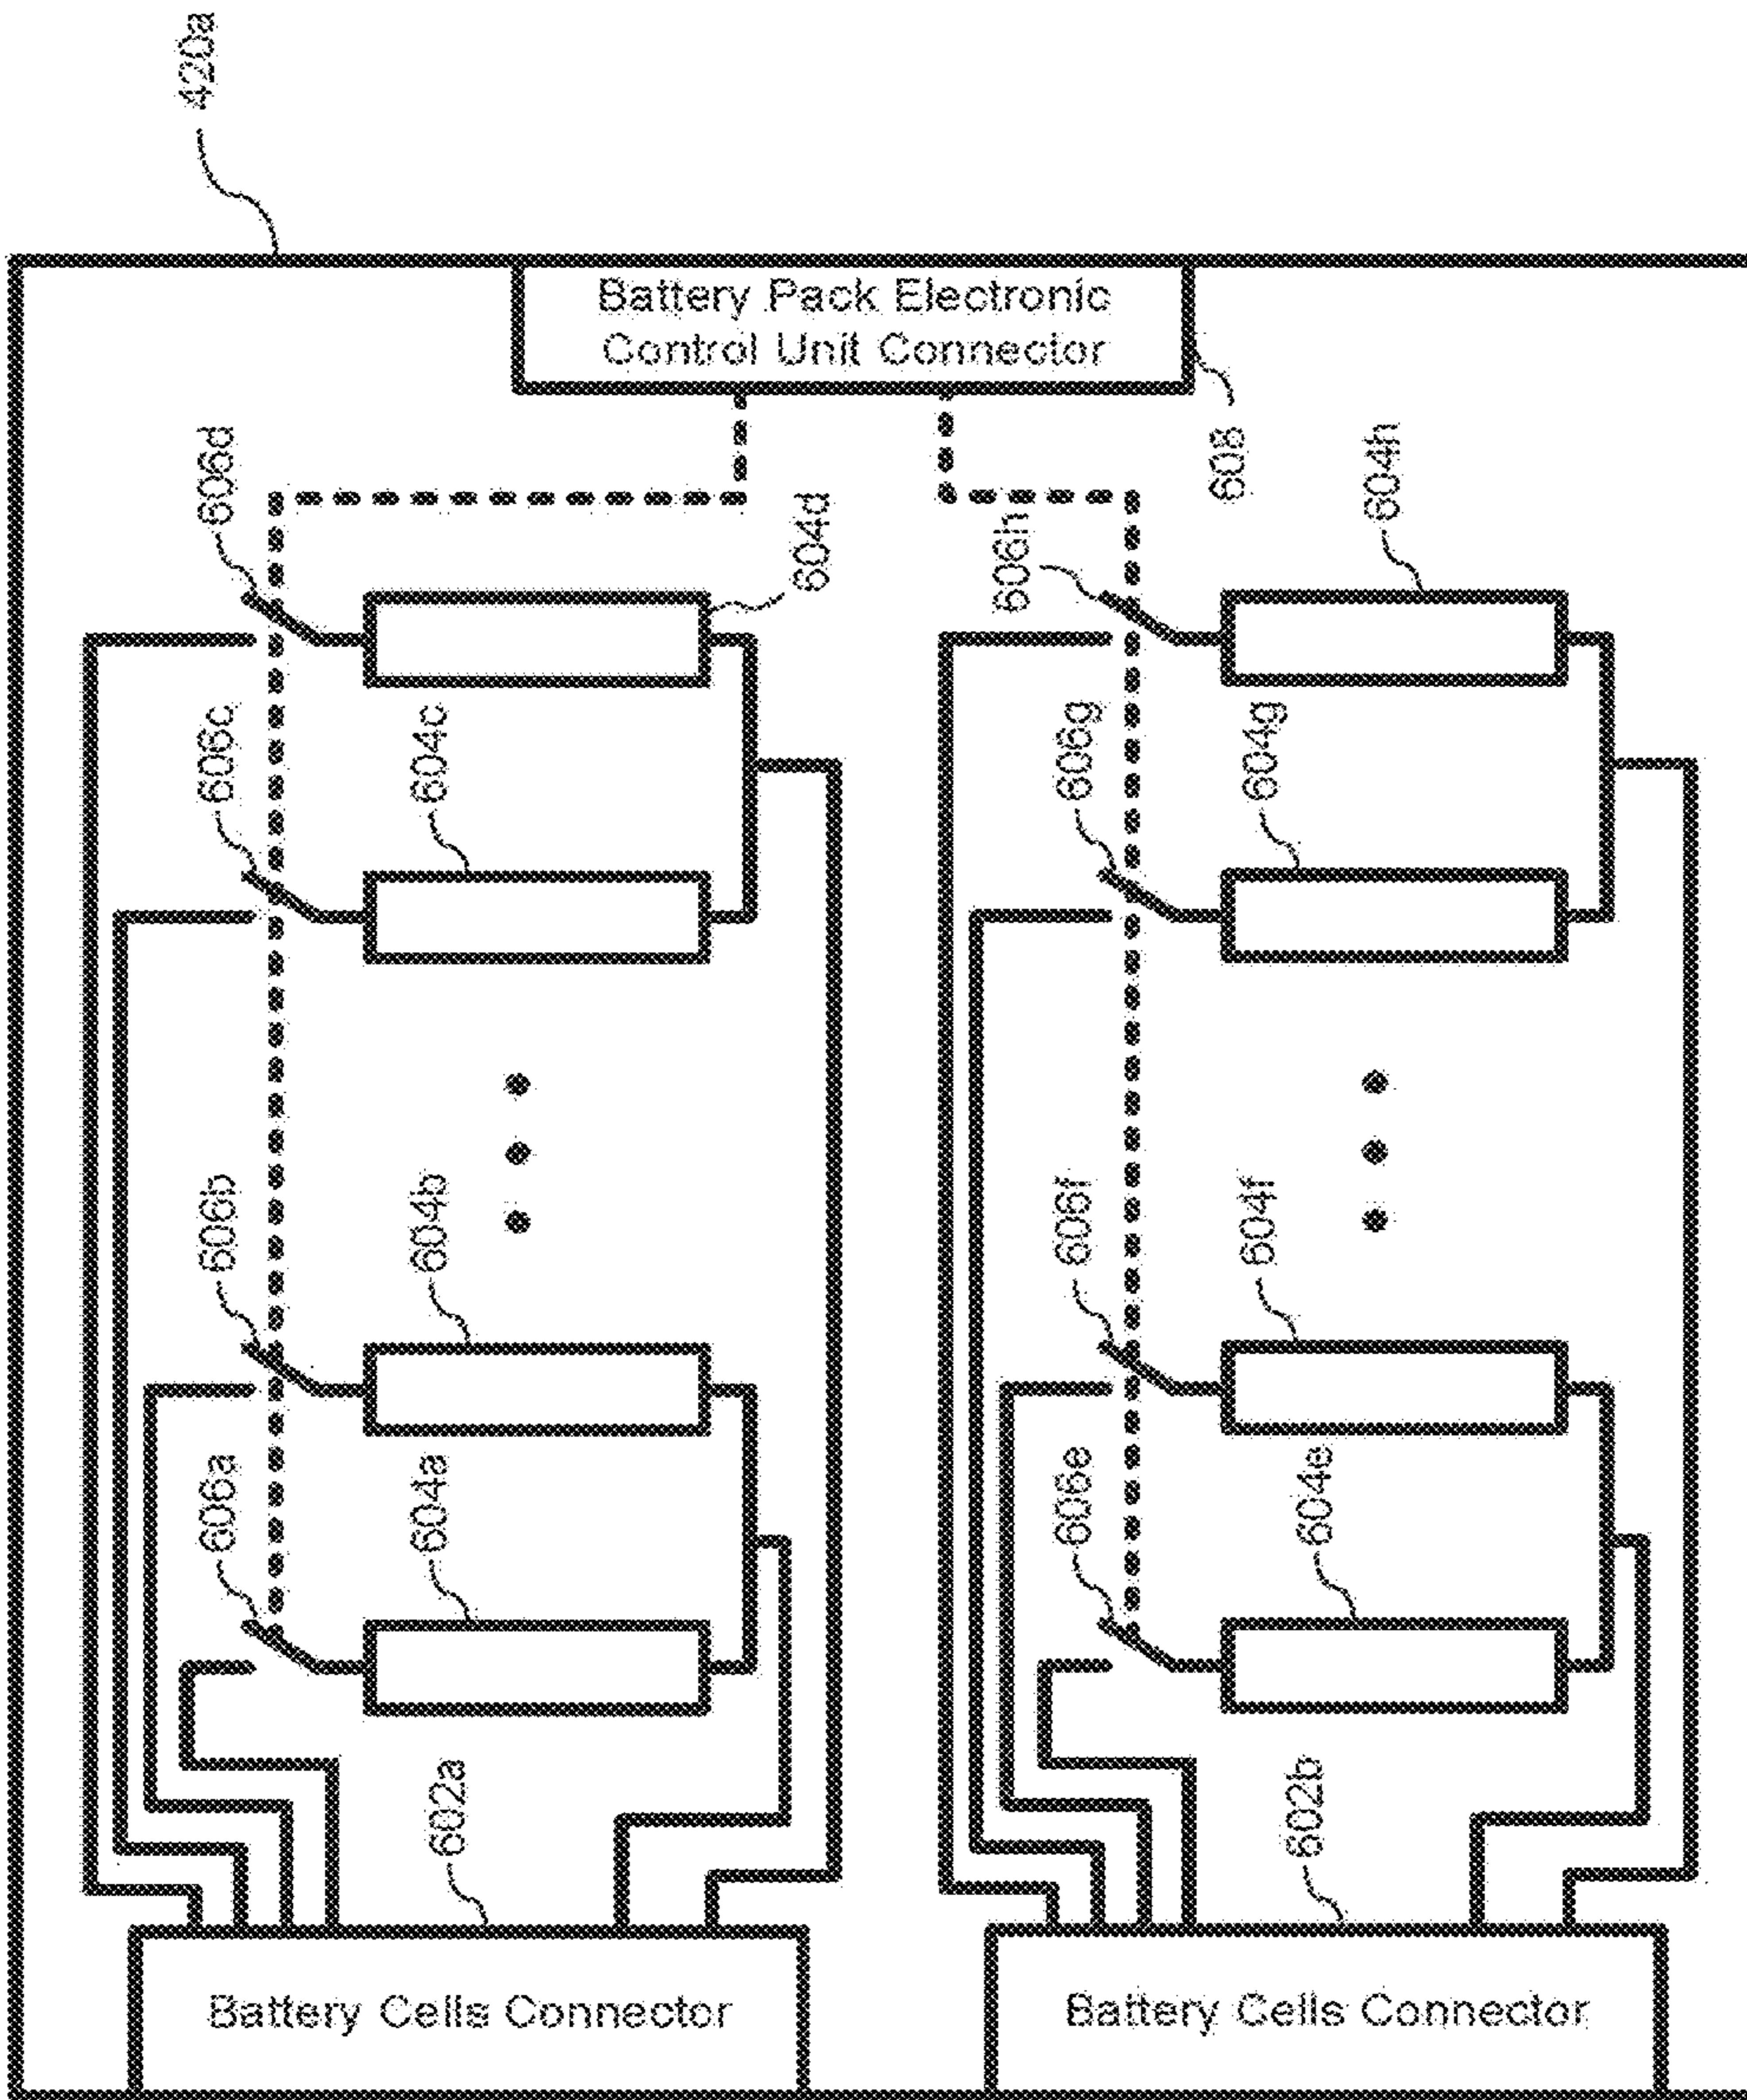 420a
Battery Pack Electronic
Control Unit Connector
608
606d
604d
606h
604h
606c
604c
606g
604g
606b
604b
606f
604f
606a
604a
606e
604e
602a
602b
Battery Cells Connector
Battery Cells Connector